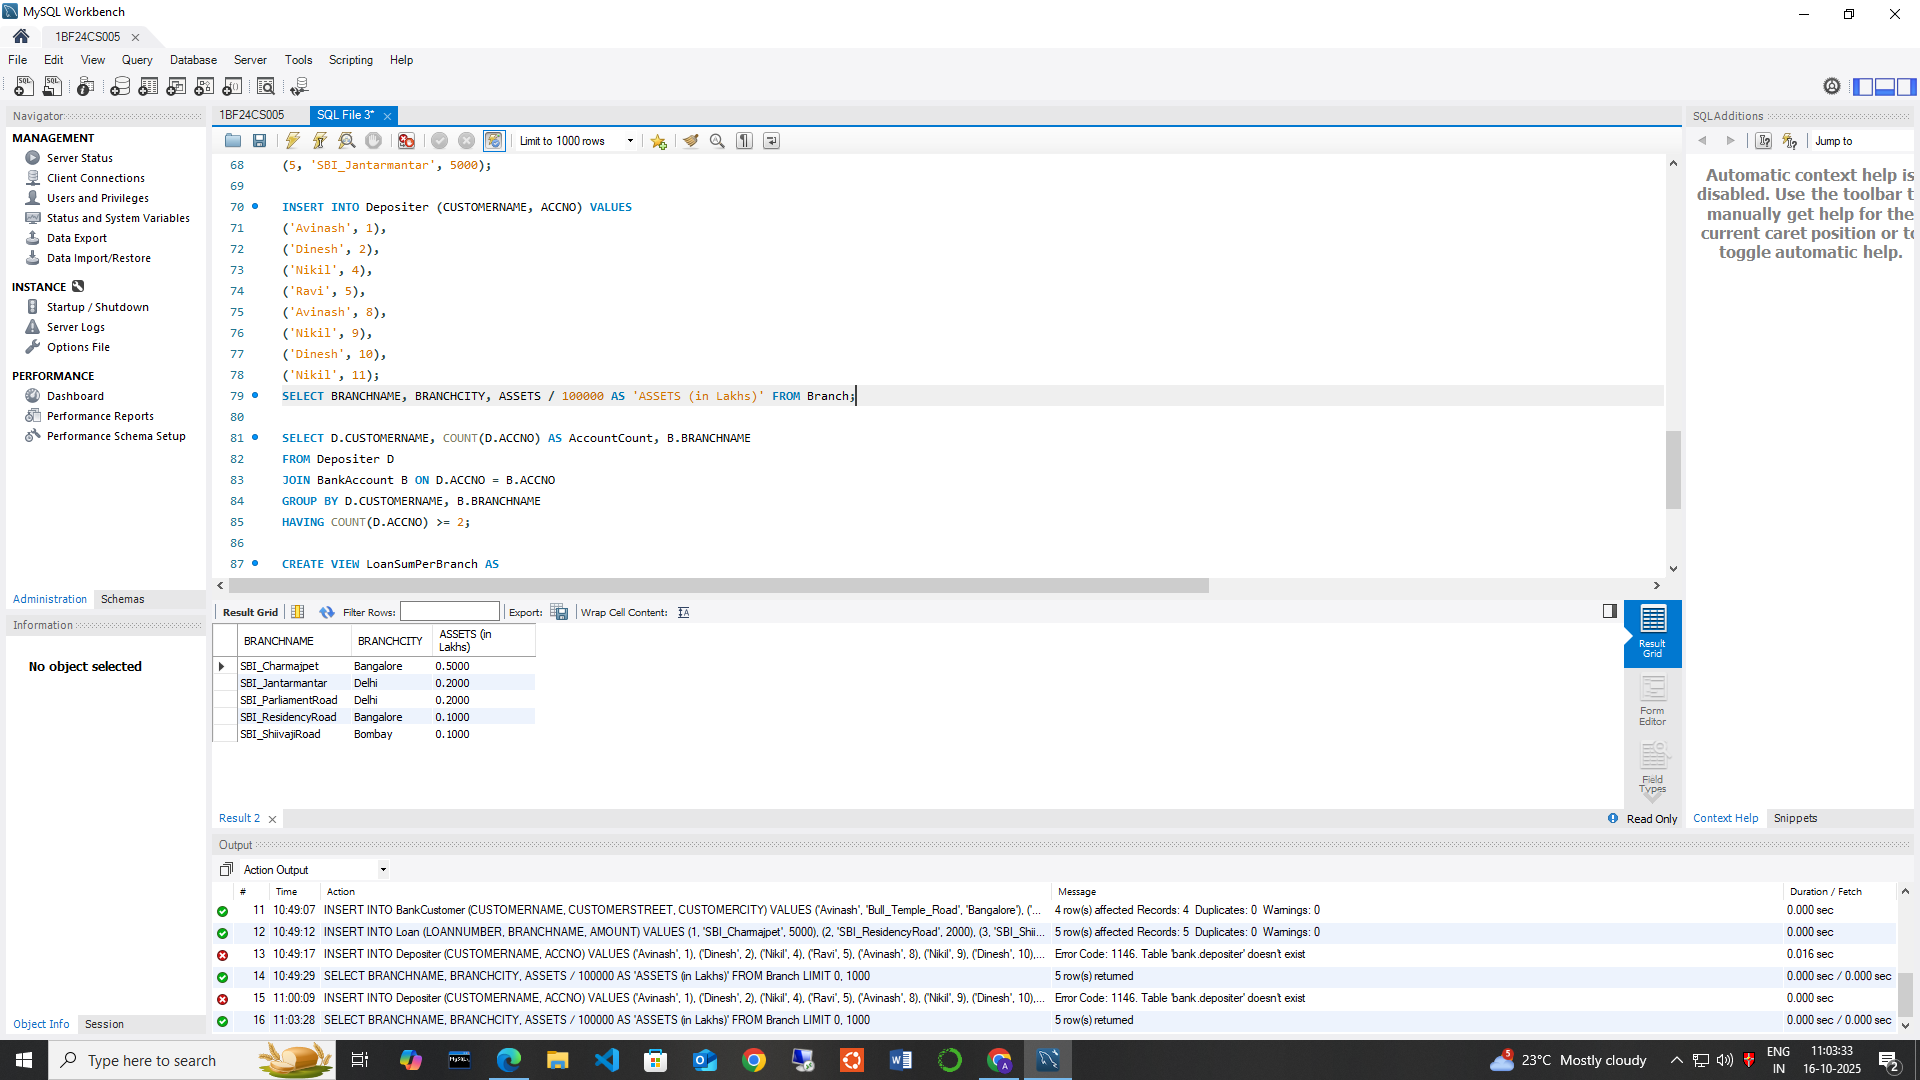 MySQL Workbench
1BF24CS005
File Edit View Query Database Server Tools Scripting Help
Navigator
MANAGEMENT
Server Status
Client Connections
Users and Privileges
Status and System Variables
Data Export
Data Import/Restore
INSTANCE
Startup / Shutdown
Server Logs
Options File
PERFORMANCE
Dashboard
Performance Reports
Performance Schema Setup
Administration Schemas
Information
No object selected
Object Info Session
1BF24CS005 SQL File 3*
Limit to 1000 rows
68 (5, 'SBI_Jantarmantar', 5000);
69
70 INSERT INTO Depositer (CUSTOMERNAME, ACCNO) VALUES
71 ('Avinash', 1),
72 ('Dinesh', 2),
73 ('Nikil', 4),
74 ('Ravi', 5),
75 ('Avinash', 8),
76 ('Nikil', 9),
77 ('Dinesh', 10),
78 ('Nikil', 11);
79 SELECT BRANCHNAME, BRANCHCITY, ASSETS / 100000 AS 'ASSETS (in Lakhs)' FROM Branch;
80
81 SELECT D.CUSTOMERNAME, COUNT(D.ACCNO) AS AccountCount, B.BRANCHNAME
82 FROM Depositer D
83 JOIN BankAccount B ON D.ACCNO = B.ACCNO
84 GROUP BY D.CUSTOMERNAME, B.BRANCHNAME
85 HAVING COUNT(D.ACCNO) >= 2;
86
87 CREATE VIEW LoanSumPerBranch AS
Result Grid Filter Rows: Export: Wrap Cell Content:
BRANCHNAME BRANCHCITY ASSETS (in
Lakhs)
SBI_Charmajpet Bangalore 0.5000
SBI_Jantarmantar Delhi 0.2000
SBI_ParliamentRoad Delhi 0.2000
SBI_ResidencyRoad Bangalore 0.1000
SBI_ShiivajiRoad Bombay 0.1000
Result
Grid
Form
Editor
Field
Types
Result 2
Read Only
SQLAdditions
Jump to
Automatic context help is
disabled. Use the toolbar t
manually get help for the
current caret position or to
toggle automatic help.
Context Help Snippets
Output
Action Output
# Time Action Message Duration / Fetch
11 10:49:07 INSERT INTO BankCustomer (CUSTOMERNAME, CUSTOMERSTREET, CUSTOMERCITY) VALUES ('Avinash', 'Bull_Temple_Road', 'Bangalore'), ('... 4 row(s) affected Records: 4 Duplicates: 0 Warnings: 0 0.000 sec
12 10:49:12 INSERT INTO Loan (LOANNUMBER, BRANCHNAME, AMOUNT) VALUES (1, 'SBI_Charmajpet', 5000), (2, 'SBI_ResidencyRoad', 2000), (3, 'SBI_Shii... 5 row(s) affected Records: 5 Duplicates: 0 Warnings: 0 0.000 sec
13 10:49:17 INSERT INTO Depositer (CUSTOMERNAME, ACCNO) VALUES ('Avinash', 1), ('Dinesh', 2), ('Nikil', 4), ('Ravi', 5), ('Avinash', 8), ('Nikil', 9), ('Dinesh', 10),... Error Code: 1146. Table 'bank.depositer' doesn't exist 0.016 sec
14 10:49:29 SELECT BRANCHNAME, BRANCHCITY, ASSETS / 100000 AS 'ASSETS (in Lakhs)' FROM Branch LIMIT 0, 1000 5 row(s) returned 0.000 sec / 0.000 sec
15 11:00:09 INSERT INTO Depositer (CUSTOMERNAME, ACCNO) VALUES ('Avinash', 1), ('Dinesh', 2), ('Nikil', 4), ('Ravi', 5), ('Avinash', 8), ('Nikil', 9), ('Dinesh', 10),... Error Code: 1146. Table 'bank.depositer' doesn't exist 0.000 sec
16 11:03:28 SELECT BRANCHNAME, BRANCHCITY, ASSETS / 100000 AS 'ASSETS (in Lakhs)' FROM Branch LIMIT 0, 1000 5 row(s) returned 0.000 sec / 0.000 sec
Type here to search
5 23°C Mostly cloudy
ENG
IN
11:03:33
16-10-2025
2